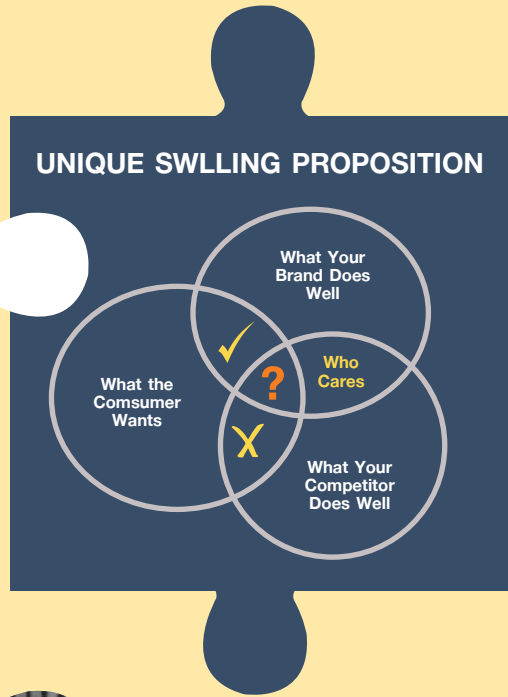 UNIQUE SWLLING PROPOSITION
What Your
Brand Does
Well
Who
Cares
?
What the
Comsumer
Wants
What Your
Competitor
Does Well